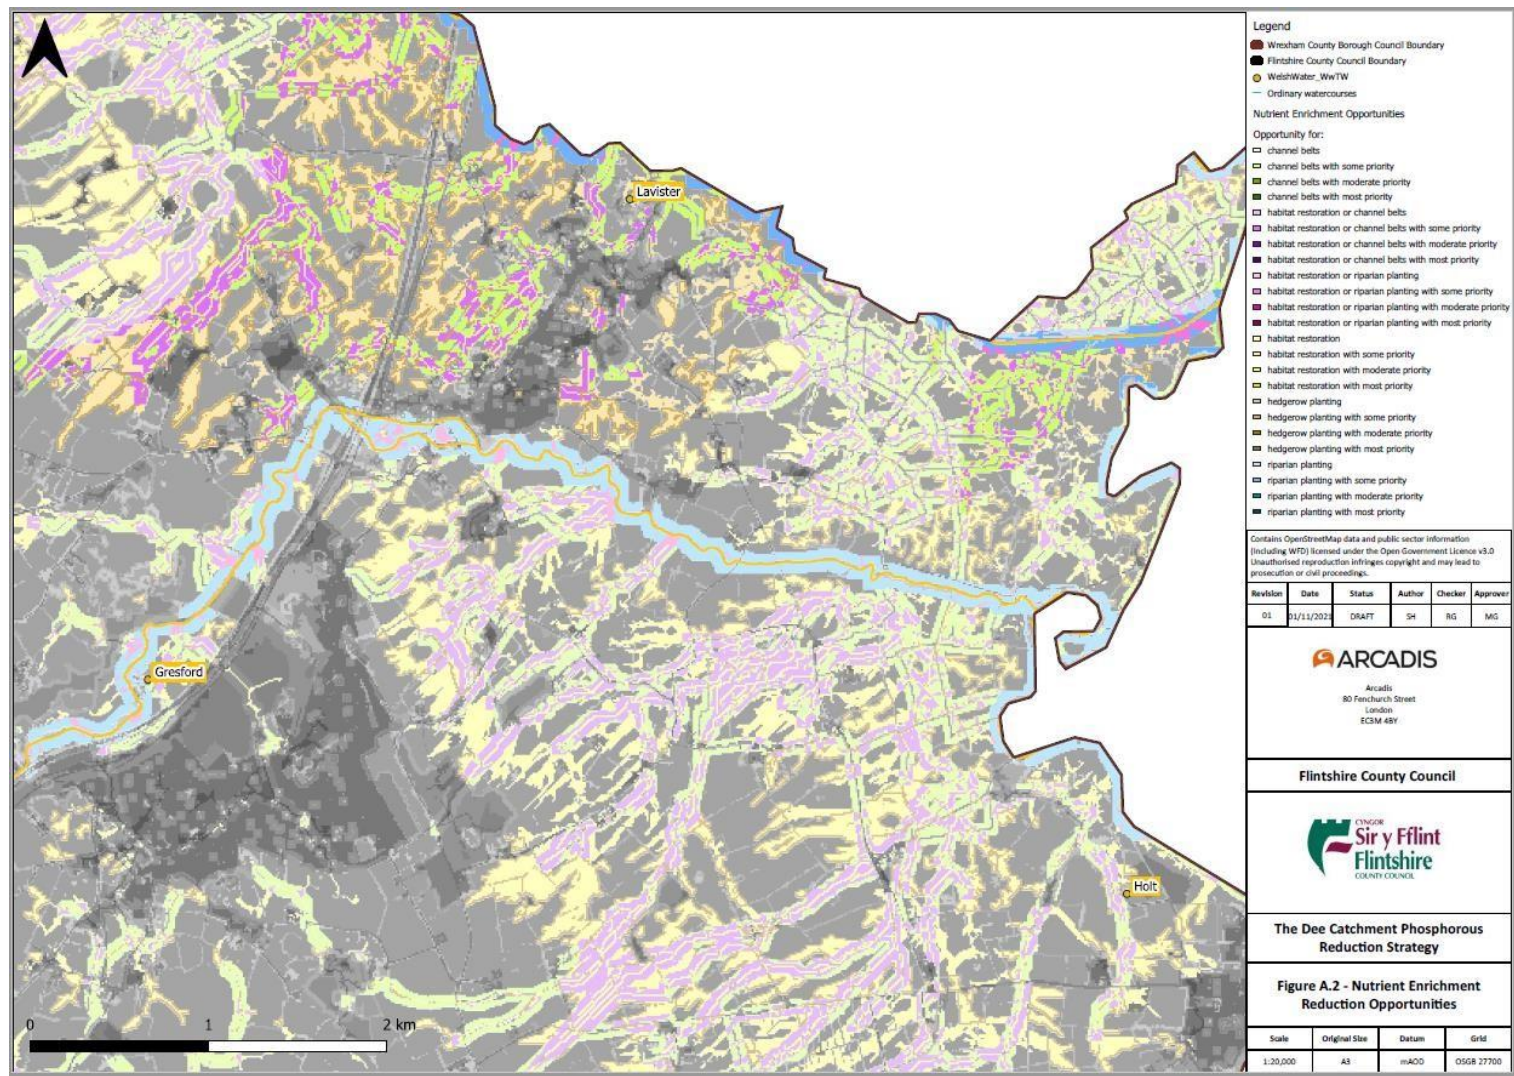 Lavister
Gresford
Holt
0 1 2 km
Legend
Wrexham County Borough Council Boundary
Flintshire County Council Boundary
WelshWater_WwTW
Ordinary watercourses
Nutrient Enrichment Opportunities
Opportunity for:
channel belts
channel belts with some priority
channel belts with moderate priority
channel belts with most priority
habitat restoration or channel belts
habitat restoration or channel belts with some priority
habitat restoration or channel belts with moderate priority
habitat restoration or channel belts with most priority
habitat restoration or riparian planting
habitat restoration or riparian planting with some priority
habitat restoration or riparian planting with moderate priority
habitat restoration or riparian planting with most priority
habitat restoration
habitat restoration with some priority
habitat restoration with moderate priority
habitat restoration with most priority
hedgerow planting
hedgerow planting with some priority
hedgerow planting with moderate priority
hedgerow planting with most priority
riparian planting
riparian planting with some priority
riparian planting with moderate priority
riparian planting with most priority
Contains OpenStreetMap data and public sector information
(including WFD) licensed under the Open Government Licence v3.0
Unauthorised reproduction infringes copyright and may lead to
prosecution or civil proceedings.
Revision Date Status Author Checker Approver
01 01/11/2021 DRAFT SH RG MG
ARCADIS
Arcadis
80 Fenchurch Street
London
EC3M 4BY
Flintshire County Council
CYNGOR
Sir y Fflint
Flintshire
COUNTY COUNCIL
The Dee Catchment Phosphorous
Reduction Strategy
Figure A.2 - Nutrient Enrichment
Reduction Opportunities
Scale Original Size Datum Grid
1:20,000 A3 mAOD OSGB 27700